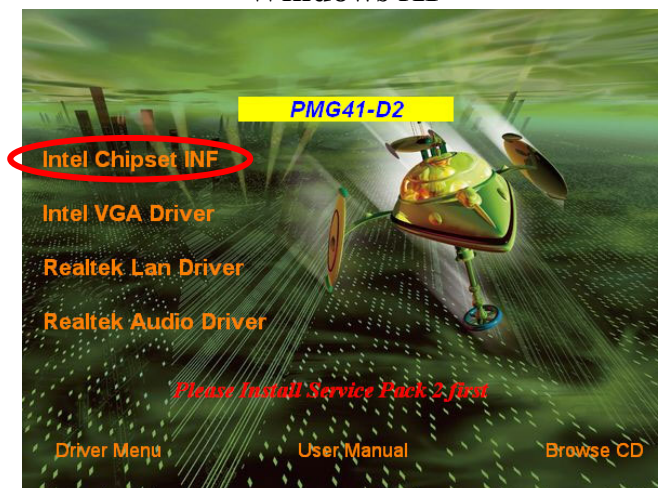 PMG41-D2
Intel Chipset INF
Intel VGA Driver
Realtek Lan Driver
Realtek Audio Driver
Please Install Service Pack 2 first
Driver Menu
User Manual
Browse CD